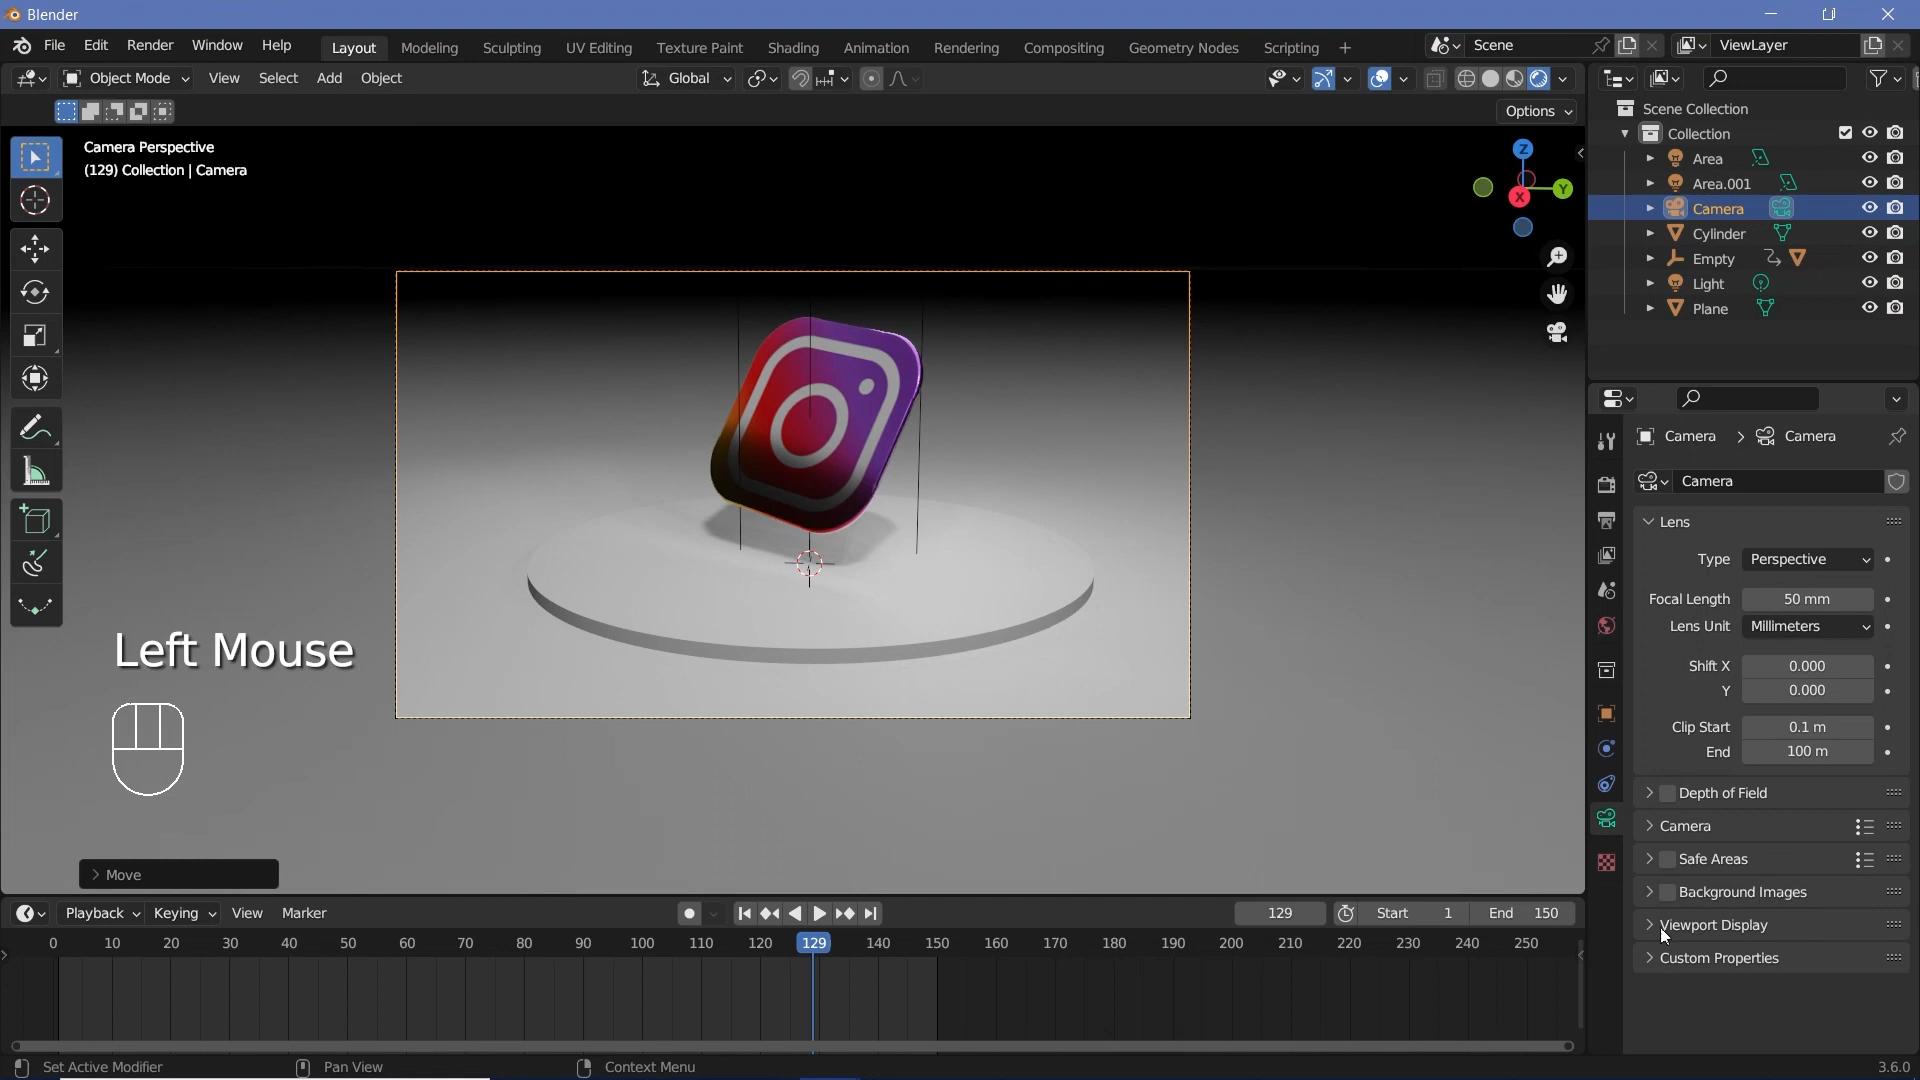 Blender
File Edit Render Window Help Layout Modeling Sculpting UV Editing Texture Paint Shading Animation Rendering Compositing Geometry Nodes Scripting + Scene ViewLayer
Object Mode View Select Add Object Global
Options
Camera Perspective
(129) Collection | Camera
Z
Y
X
Scene Collection
Collection
Area
Area.001
Camera
Cylinder
Empty
Light
Plane
Camera > Camera
Camera
Lens
Type Perspective
Focal Length 50 mm
Lens Unit Millimeters
Shift X 0.000
Y 0.000
Clip Start 0.1 m
End 100 m
Depth of Field
Camera
Safe Areas
Background Images
Viewport Display
Custom Properties
Left Mouse
> Move
Playback Keying View Marker 129 Start 1 End 150
0 10 20 30 40 50 60 70 80 90 100 110 120 129 140 150 160 170 180 190 200 210 220 230 240 250
Set Active Modifier Pan View Context Menu 3.6.0